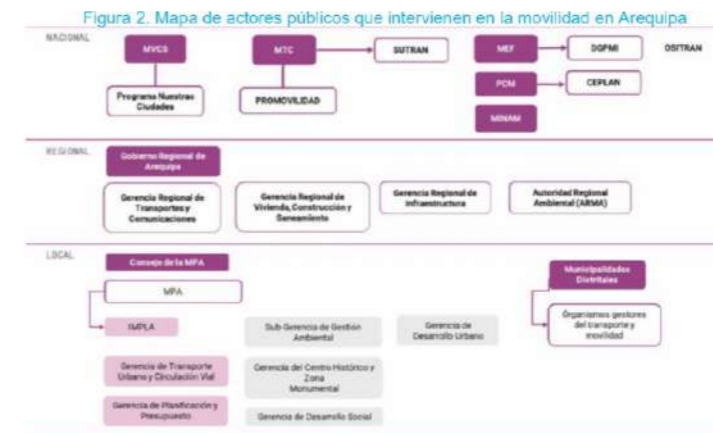 Figura 2. Mapa de actores públicos que intervienen en la movilidad en Arequipa
NACIONAL
MVCS
MTC
SUTRAN
MEF
DGPMI
OSITRAN
Programa Nuestras
Ciudades
PROMOVILIDAD
PCM
CEPLAN
MINAM
REGIONAL
Gobierno Regional de
Arequipa
Gerencia Regional de
Transportes y
Comunicaciones
Gerencia Regional de
Vivienda, Construcción y
Saneamiento
Gerencia Regional de
Infraestructura
Autoridad Regional
Ambiental (ARMA)
LOCAL
Consejo de la MPA
Municipalidades
Distritales
MPA
IMPLA
Sub Gerencia de Gestión
Ambiental
Gerencia de
Desarrollo Urbano
Organismos gestores
del transporte y
movilidad
Gerencia de Transporte
Urbano y Circulación Vial
Gerencia del Centro Histórico y
Zona
Monumental
Gerencia de Planificación y
Presupuesto
Gerencia de Desarrollo Social